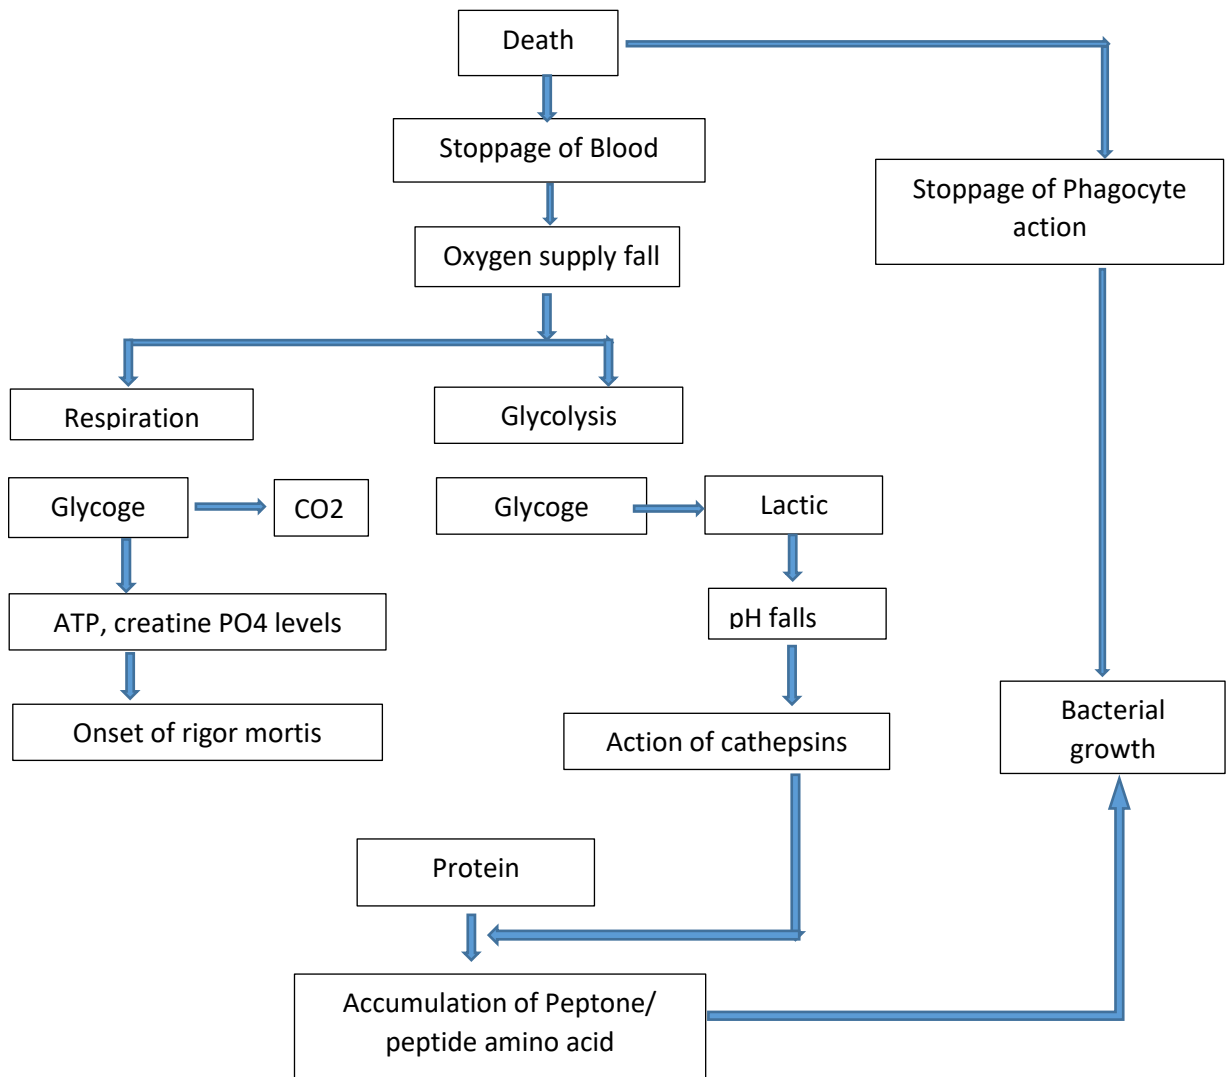 Death
Stoppage of Blood
Stoppage of Phagocyte
action
Oxygen supply fall
Respiration
Glycolysis
Glycoge
CO2
Glycoge
Lactic
ATP, creatine PO4 levels
pH falls
Onset of rigor mortis
Action of cathepsins
Bacterial
growth
Protein
Accumulation of Peptone/
peptide amino acid